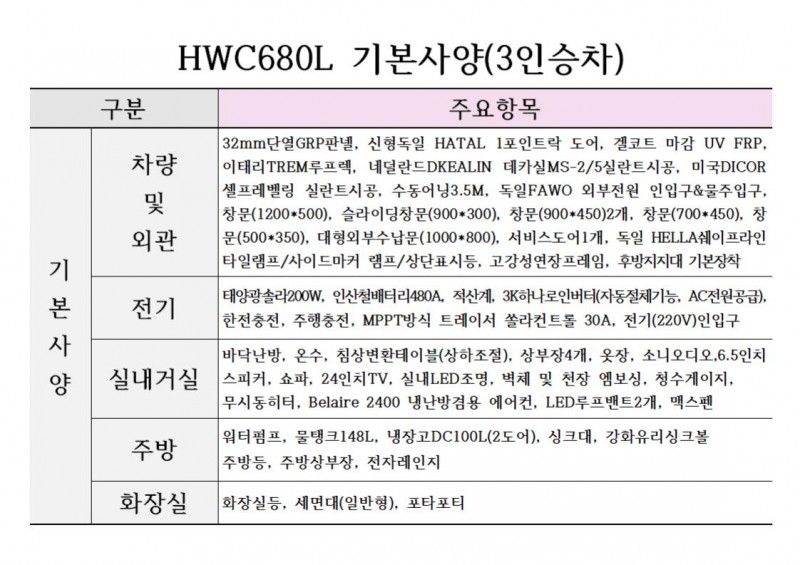 HWC680L 기본사양(3인승차)
구분
주요항목
기본사양
차량 및 외관
32mm단열GRP판넬, 신형독일 HATAL 1포인트락 도어, 겔코트 마감 UV FRP,
이태리TREM루프렉, 네덜란드DKEALIN 데카실MS-2/5실란트시공, 미국DICOR
셀프레벨링 실란트시공, 수동어닝3.5M, 독일FAWO 외부전원 인입구&물주입구,
창문(1200*500), 슬라이딩창문(900*300), 창문(900*450)2개, 창문(700*450), 창
문(500*350), 대형외부수납문(1000*800), 서비스도어1개, 독일 HELLA쉐이프라인
타일램프/사이드마커 램프/상단표시등, 고강성연장프레임, 후방지지대 기본장착
전기
태양광솔라200W, 인산철배터리480A, 적산계, 3K하나로인버터(자동절체기능, AC전원공급),
한전충전, 주행충전, MPPT방식 트레이서 쏠라컨트롤 30A, 전기(220V)인입구
실내거실
바닥난방, 온수, 침상변환테이블(상하조절), 상부장4개, 옷장, 소니오디오,6.5인치
스피커, 쇼파, 24인치TV, 실내LED조명, 벽체 및 천장 엠보싱, 청수게이지,
무시동히터, Belaire 2400 냉난방겸용 에어컨, LED루프밴트2개, 맥스펜
주방
워터펌프, 물탱크148L, 냉장고DC100L(2도어), 싱크대, 강화유리싱크볼
주방등, 주방상부장, 전자레인지
화장실
화장실등, 세면대(일반형), 포타포티